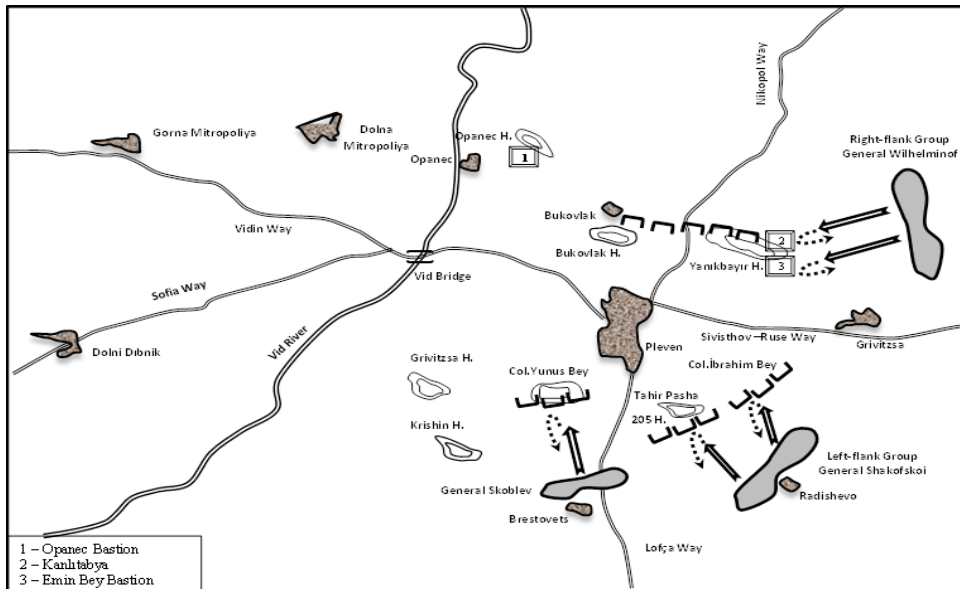 Nikopol Way
Gorna Mitropoliya
Dolna
Mitropoliya
Opanec H.
Opanec
1
Right-flank Group
General Wilhelminof
Bukovlak
Bukovlak H.
2
Yanıkbayır H.
3
Vidin Way
Vid Bridge
Sofia Way
Vid River
Dolni Dıbnik
Pleven
Sivisthov–Ruse Way
Grivitzsa
Grivitzsa H.
Col.Yunus Bey
Col.İbrahim Bey
Tahir Pasha
205 H.
Krishin H.
General Skoblev
Left-flank Group
General Shakofskoi
Radishevo
Brestovets
Lofça Way
1 – Opanec Bastion
2 – Kanlıtabya
3 – Emin Bey Bastion